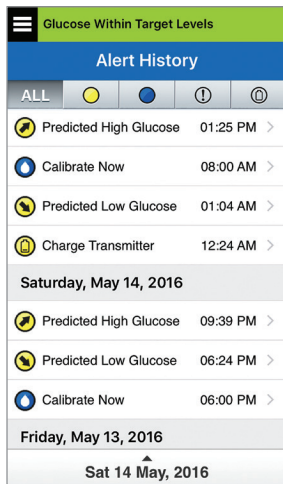 Glucose Within Target Levels
Alert History
ALL
Predicted High Glucose 01:25 PM
Calibrate Now 08:00 AM
Predicted Low Glucose 01:04 AM
Charge Transmitter 12:24 AM
Saturday, May 14, 2016
Predicted High Glucose 09:39 PM
Predicted Low Glucose 06:24 PM
Calibrate Now 06:00 PM
Friday, May 13, 2016
Sat 14 May, 2016